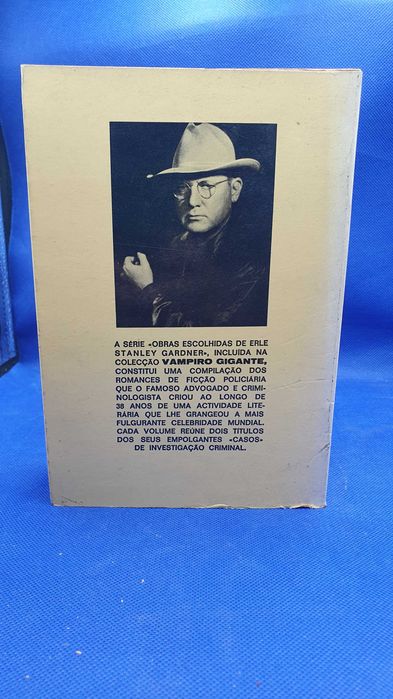 A SÉRIE «OBRAS ESCOLHIDAS DE ERLE
STANLEY GARDNER», INCLUIDA NA
COLECÇÃO VAMPIRO GIGANTE,
CONSTITUI UMA COMPILAÇÃO DOS
ROMANCES DE FICÇÃO POLICIÁRIA
QUE O FAMOSO ADVOGADO E CRIMI-
NOLOGISTA CRIOU AO LONGO DE
38 ANOS DE UMA ACTIVIDADE LITE-
RÁRIA QUE LHE GRANGEOU A MAIS
FULGURANTE CELEBRIDADE MUNDIAL.
CADA VOLUME REÚNE DOIS TÍTULOS
DOS SEUS EMPOLGANTES «CASOS»
DE INVESTIGAÇÃO CRIMINAL.